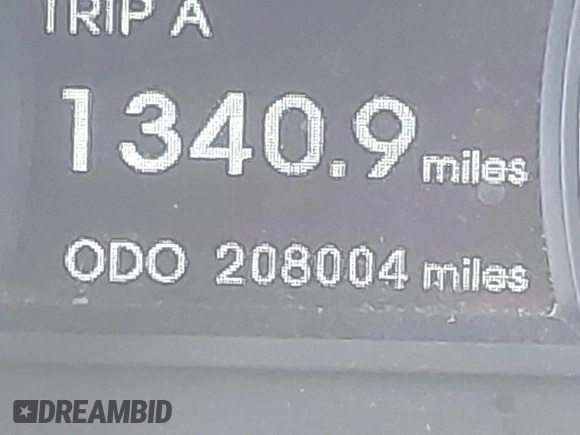 TRIP A
1340.9 miles
ODO 208004 miles
DREAMBID